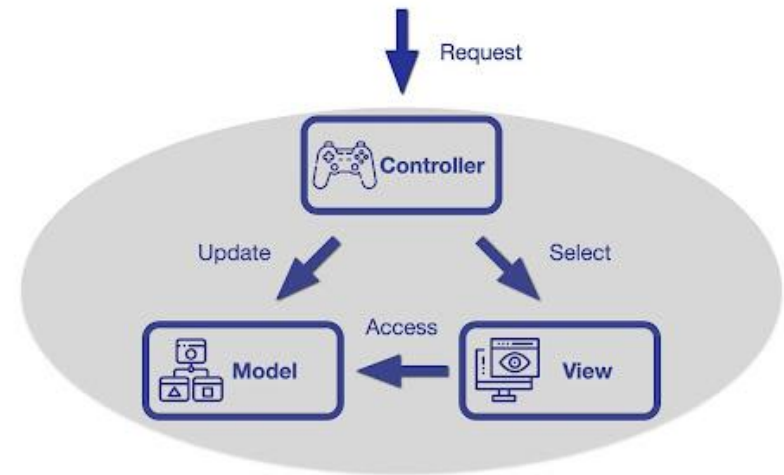 Request
Controller
Update
Select
Access
Model
View